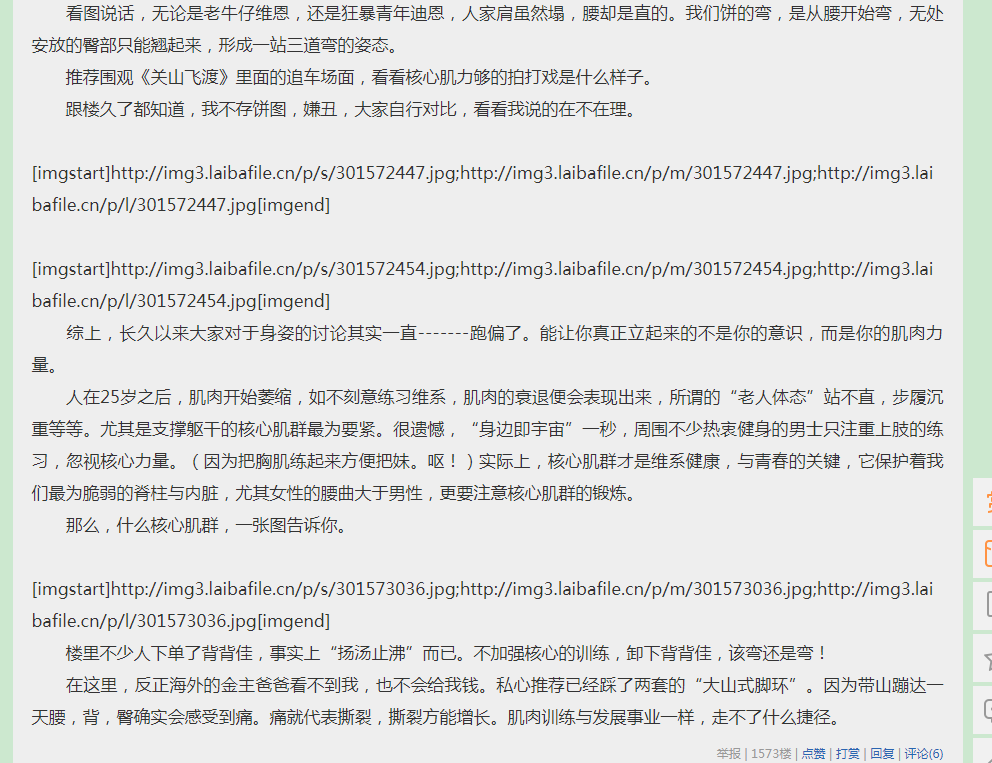 看图说话，无论是老牛仔维恩，还是狂暴青年迪恩，人家肩虽然塌，腰却是直的。我们饼的弯，是从腰开始弯，无处
安放的臀部只能翘起来，形成一站三道弯的姿态。
推荐围观《关山飞渡》里面的追车场面，看看核心肌力够的拍打戏是什么样子。
跟楼久了都知道，我不存饼图，嫌丑，大家自行对比，看看我说的在不在理。
[imgstart]http://img3.laibafile.cn/p/s/301572447.jpg;http://img3.laibafile.cn/p/m/301572447.jpg;http://img3.lai
bafile.cn/p/l/301572447.jpg[imgend]
[imgstart]http://img3.laibafile.cn/p/s/301572454.jpg;http://img3.laibafile.cn/p/m/301572454.jpg;http://img3.lai
bafile.cn/p/l/301572454.jpg[imgend]
综上，长久以来大家对于身姿的讨论其实一直-------跑偏了。能让你真正立起来的不是你的意识，而是你的肌肉力
量。
人在25岁之后，肌肉开始萎缩，如不刻意练习维系，肌肉的衰退便会表现出来，所谓的“老人体态”站不直，步履沉
重等等。尤其是支撑躯干的核心肌群最为要紧。很遗憾，“身边即宇宙”一秒，周围不少热衷健身的男士只注重上肢的练
习，忽视核心力量。（因为把胸肌练起来方便把妹。呕！）实际上，核心肌群才是维系健康，与青春的关键，它保护着我
们最为脆弱的脊柱与内脏，尤其女性的腰曲大于男性，更要注意核心肌群的锻炼。
那么，什么核心肌群，一张图告诉你。
[imgstart]http://img3.laibafile.cn/p/s/301573036.jpg;http://img3.laibafile.cn/p/m/301573036.jpg;http://img3.lai
bafile.cn/p/l/301573036.jpg[imgend]
楼里不少人下单了背背佳，事实上“扬汤止沸”而已。不加强核心的训练，卸下背背佳，该弯还是弯！
在这里，反正海外的金主爸爸看不到我，也不会给我钱。私心推荐已经踩了两套的“大山式脚环”。因为带山蹦达一
天腰，背，臀确实会感受到痛。痛就代表撕裂，撕裂方能增长。肌肉训练与发展事业一样，走不了什么捷径。
举报 | 1573楼 | 点赞 | 打赏 | 回复 | 评论(6)